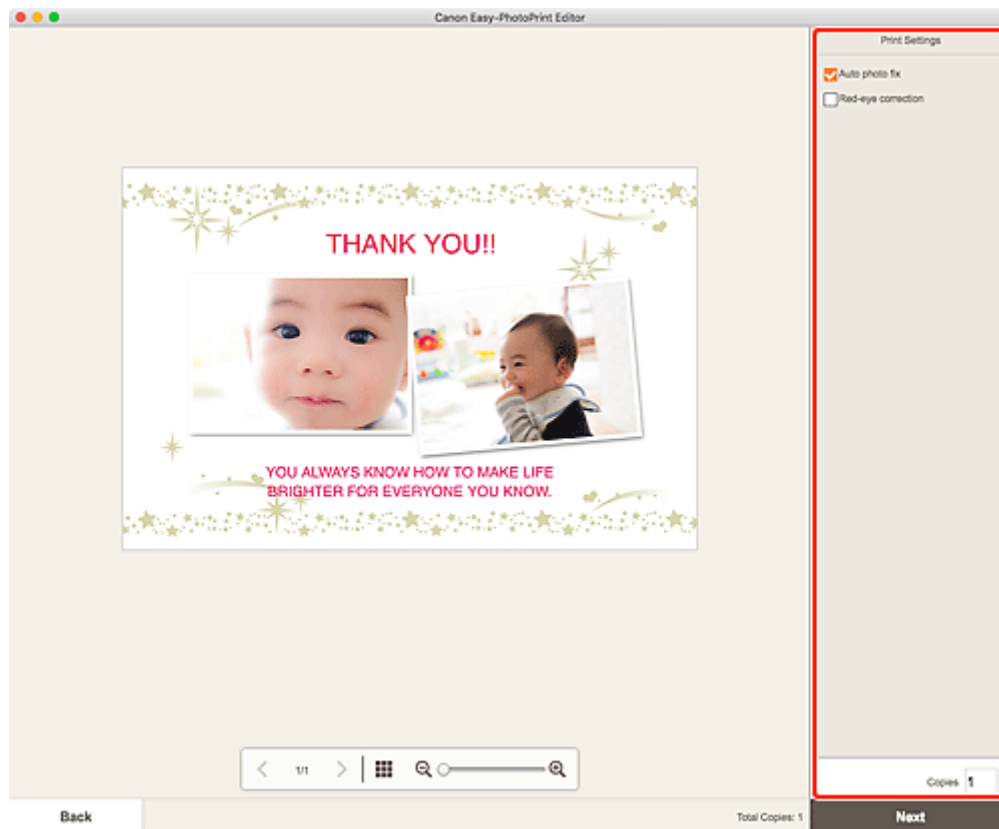 Canon Easy-PhotoPrint Editor
Print Settings
Auto photo fix
Red-eye correction
THANK YOU!!
YOU ALWAYS KNOW HOW TO MAKE LIFE
BRIGHTER FOR EVERYONE YOU KNOW.
1/1
Copies 1
Back
Total Copies: 1
Next